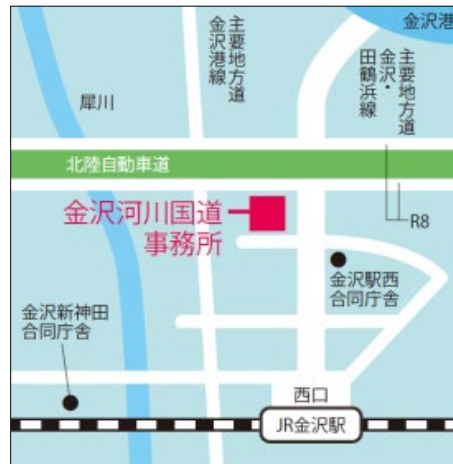 主要地方道
金沢港線
金沢港
主要地方道
金沢・
田鶴浜線
犀川
北陸自動車道
金沢河川国道
事務所
R8
金沢駅西
合同庁舎
金沢新神田
合同庁舎
西口
JR金沢駅